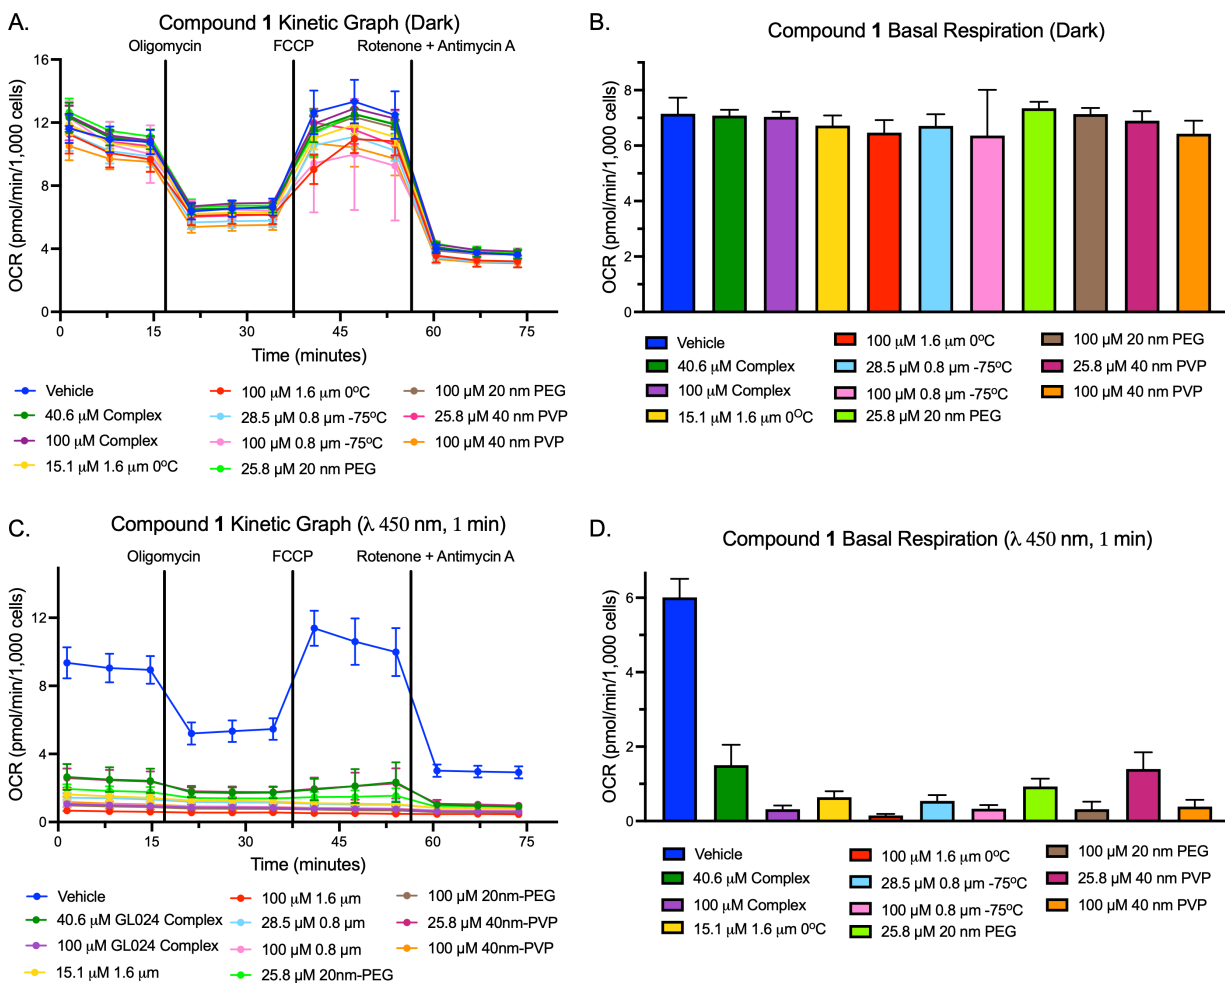 A.
Compound 1 Kinetic Graph (Dark)
Oligomycin FCCP Rotenone + Antimycin A
OCR (pmol/min/1,000 cells)
16
12
8
4
0
0 15 30 45 60 75
Time (minutes)
Vehicle
40.6 μM Complex
100 μM Complex
15.1 μM 1.6 μm 0ºC
100 μM 1.6 μm 0ºC
28.5 μM 0.8 μm -75ºC
100 μM 0.8 μm -75ºC
25.8 μM 20 nm PEG
100 μM 20 nm PEG
25.8 μM 40 nm PVP
100 μM 40 nm PVP
B.
Compound 1 Basal Respiration (Dark)
OCR (pmol/min/1,000 cells)
8
6
4
2
0
Vehicle
40.6 μM Complex
100 μM Complex
15.1 μM 1.6 μm 0ºC
100 μM 1.6 μm 0ºC
28.5 μM 0.8 μm -75ºC
100 μM 0.8 μm -75ºC
25.8 μM 20 nm PEG
100 μM 20 nm PEG
25.8 μM 40 nm PVP
100 μM 40 nm PVP
C.
Compound 1 Kinetic Graph (λ 450 nm, 1 min)
Oligomycin FCCP Rotenone + Antimycin A
OCR (pmol/min/1,000 cells)
12
8
4
0
0 15 30 45 60 75
Time (minutes)
Vehicle
40.6 μM GL024 Complex
100 μM GL024 Complex
15.1 μM 1.6 μm
100 μM 1.6 μm
28.5 μM 0.8 μm
100 μM 0.8 μm
25.8 μM 20nm-PEG
100 μM 20nm-PEG
25.8 μM 40nm-PVP
100 μM 40nm-PVP
D.
Compound 1 Basal Respiration (λ 450 nm, 1 min)
OCR (pmol/min/1,000 cells)
6
4
2
0
Vehicle
40.6 μM Complex
100 μM Complex
15.1 μM 1.6 μm 0ºC
100 μM 1.6 μm 0ºC
28.5 μM 0.8 μm -75ºC
100 μM 0.8 μm -75ºC
25.8 μM 20 nm PEG
100 μM 20 nm PEG
25.8 μM 40 nm PVP
100 μM 40 nm PVP